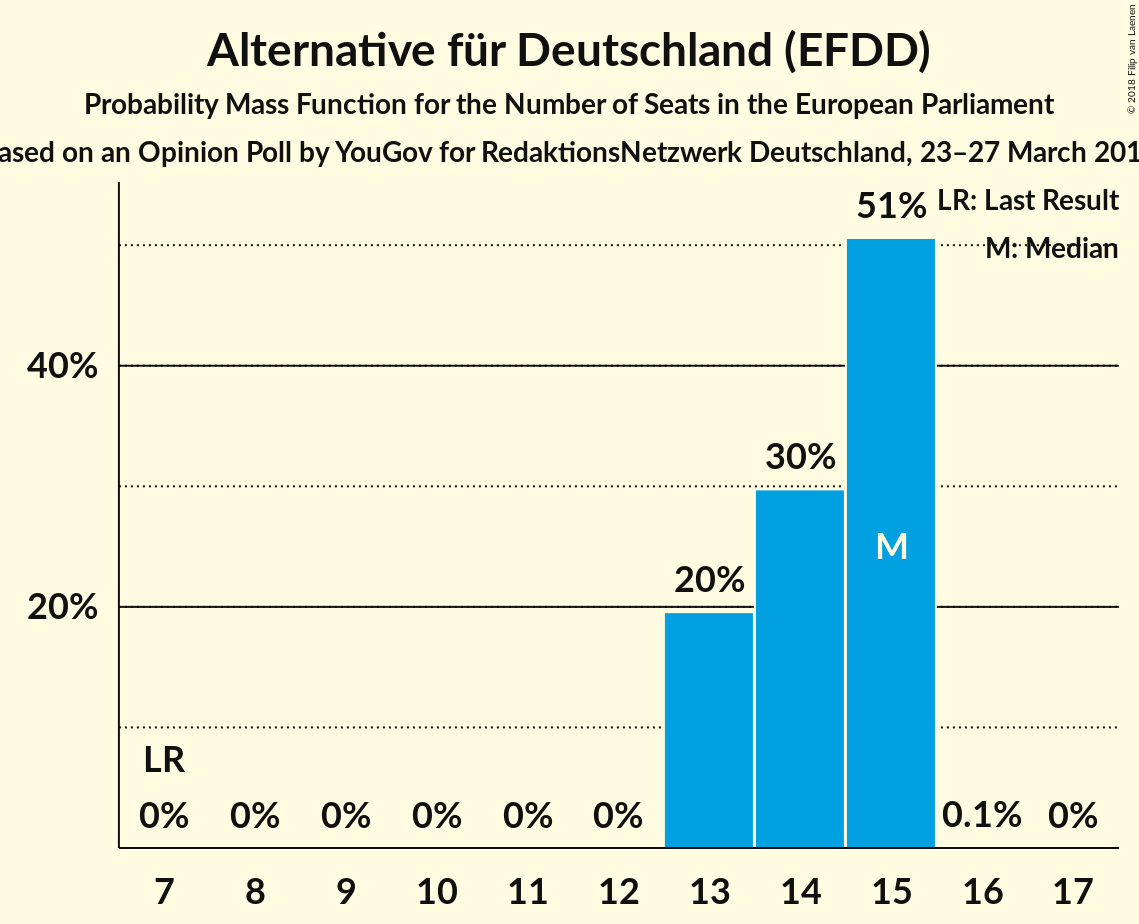 © 2018 Filip van Laenen
Alternative für Deutschland (EFDD)
Probability Mass Function for the Number of Seats in the European Parliament
ased on an Opinion Poll by YouGov for RedaktionsNetzwerk Deutschland, 23–27 March 201
LR: Last Result
M: Median
51%
40%
30%
20%
20%
M
LR
0% 0% 0% 0% 0% 0% 0.1% 0%
7 8 9 10 11 12 13 14 15 16 17